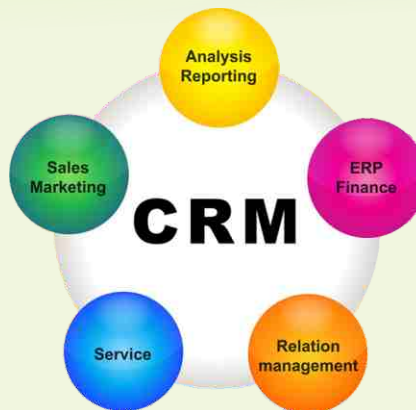 Analysis
Reporting
Sales
Marketing
ERP
Finance
CRM
Service
Relation
management